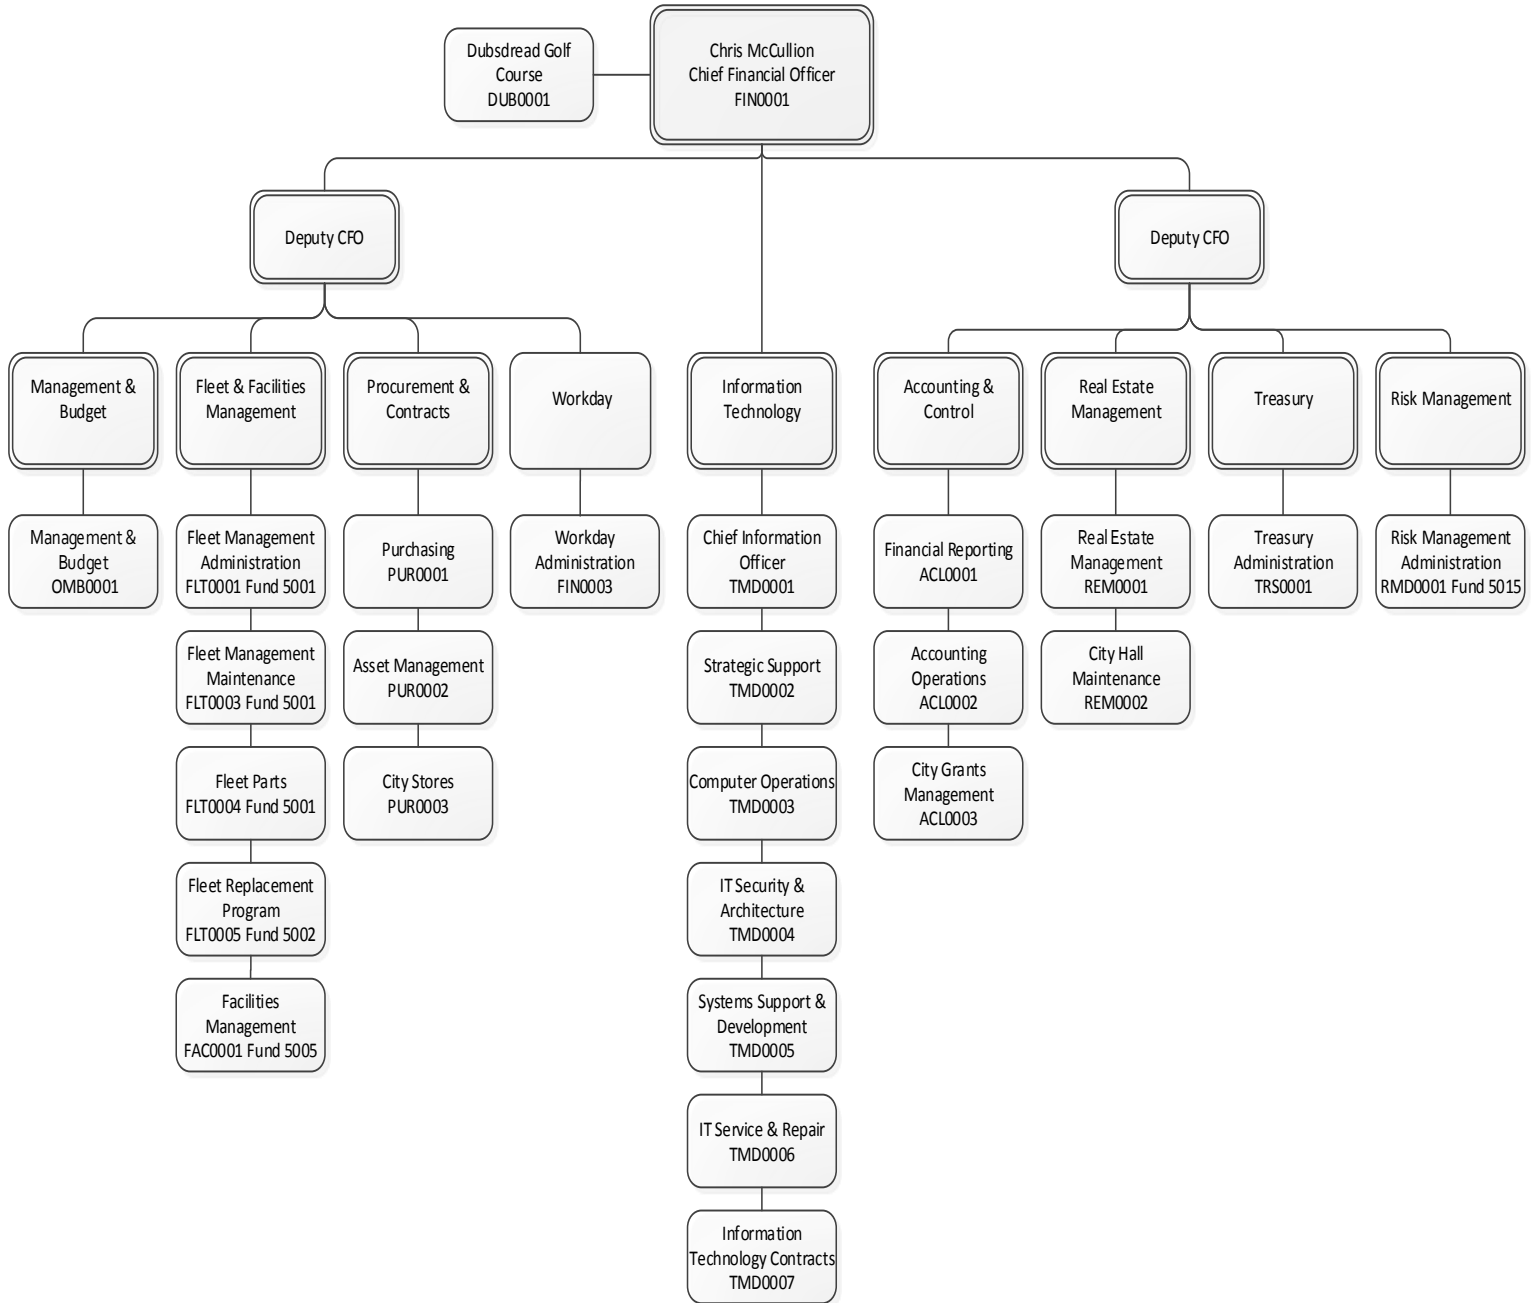 Dubsdread Golf
Course
DUB0001
Chris McCullion
Chief Financial Officer
FIN0001
Deputy CFO
Deputy CFO
Management &
Budget
Fleet & Facilities
Management
Procurement &
Contracts
Workday
Information
Technology
Accounting &
Control
Real Estate
Management
Treasury
Risk Management
Management &
Budget
OMB0001
Fleet Management
Administration
FLT0001 Fund 5001
Purchasing
PUR0001
Workday
Administration
FIN0003
Chief Information
Officer
TMD0001
Financial Reporting
ACL0001
Real Estate
Management
REM0001
Treasury
Administration
TRS0001
Risk Management
Administration
RMD0001 Fund 5015
Fleet Management
Maintenance
FLT0003 Fund 5001
Asset Management
PUR0002
Strategic Support
TMD0002
Accounting
Operations
ACL0002
City Hall
Maintenance
REM0002
Fleet Parts
FLT0004 Fund 5001
City Stores
PUR0003
Computer Operations
TMD0003
City Grants
Management
ACL0003
Fleet Replacement
Program
FLT0005 Fund 5002
IT Security &
Architecture
TMD0004
Facilities
Management
FAC0001 Fund 5005
Systems Support &
Development
TMD0005
IT Service & Repair
TMD0006
Information
Technology Contracts
TMD0007